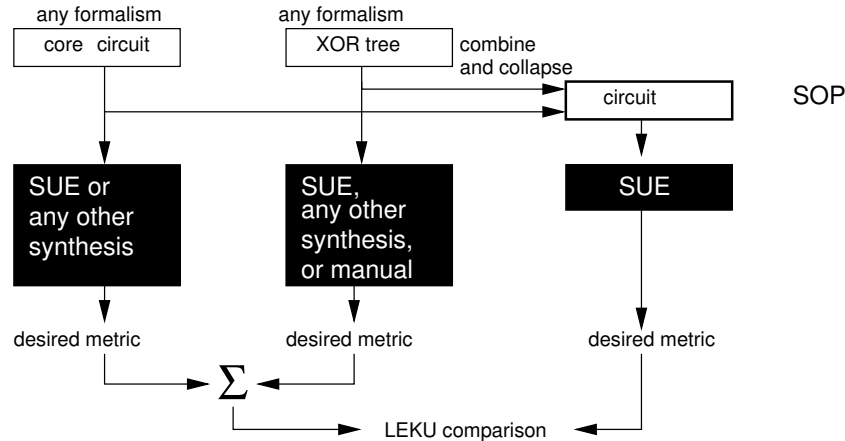 any formalism
any formalism
core circuit
XOR tree
combine
and collapse
circuit
SOP
SUE or
any other
synthesis
SUE,
any other
synthesis,
or manual
SUE
desired metric
desired metric
desired metric
Σ
LEKU comparison